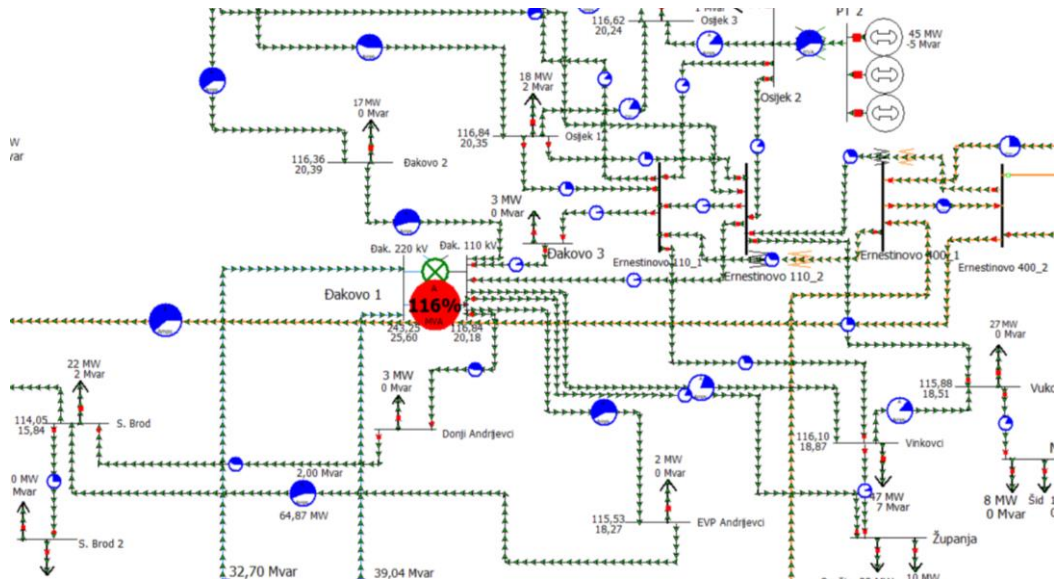 116,62
20,24
Osijek 3
PT 2
45 MW
-5 Mvar
18 MW
2 Mvar
Osijek 2
17 MW
0 Mvar
116,84
20,35
Osijek 1
W
var
116,36
20,39
Đakovo 2
3 MW
0 Mvar
Đak. 220 kV
Đak. 110 kV
Đakovo 3
Ernestinovo 110_1
Ernestinovo 110_2
Ernestinovo 400_1
Ernestinovo 400_2
Đakovo 1
A
116%
MVA
243,25
25,60
116,84
20,18
22 MW
2 Mvar
3 MW
0 Mvar
27 MW
0 Mvar
115,88
18,51
Vuko
114,05
15,84
S. Brod
Donji Andrijevci
116,10
18,87
Vinkovci
2 MW
0 Mvar
0 MW
Mvar
2,00 Mvar
64,87 MW
47 MW
7 Mvar
8 MW
0 Mvar
Šid
115,53
18,27
EVP Andrijevci
S. Brod 2
Županja
32,70 Mvar
39,04 Mvar
10 MW